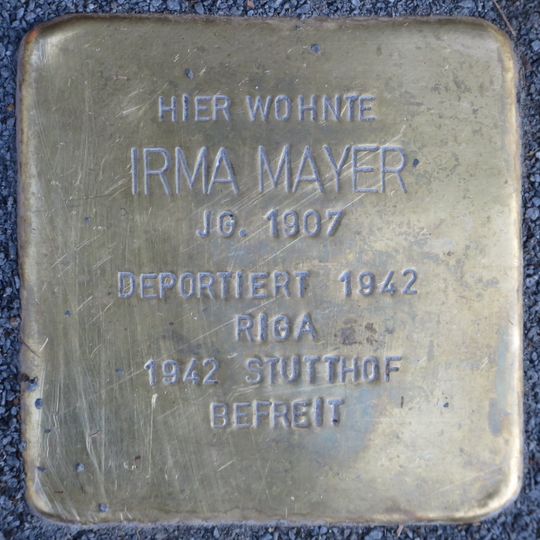 HIER WOHNTE
IRMA MAYER
JG. 1907
DEPORTIERT 1942
RIGA
1942 STUTTHOF
BEFREIT